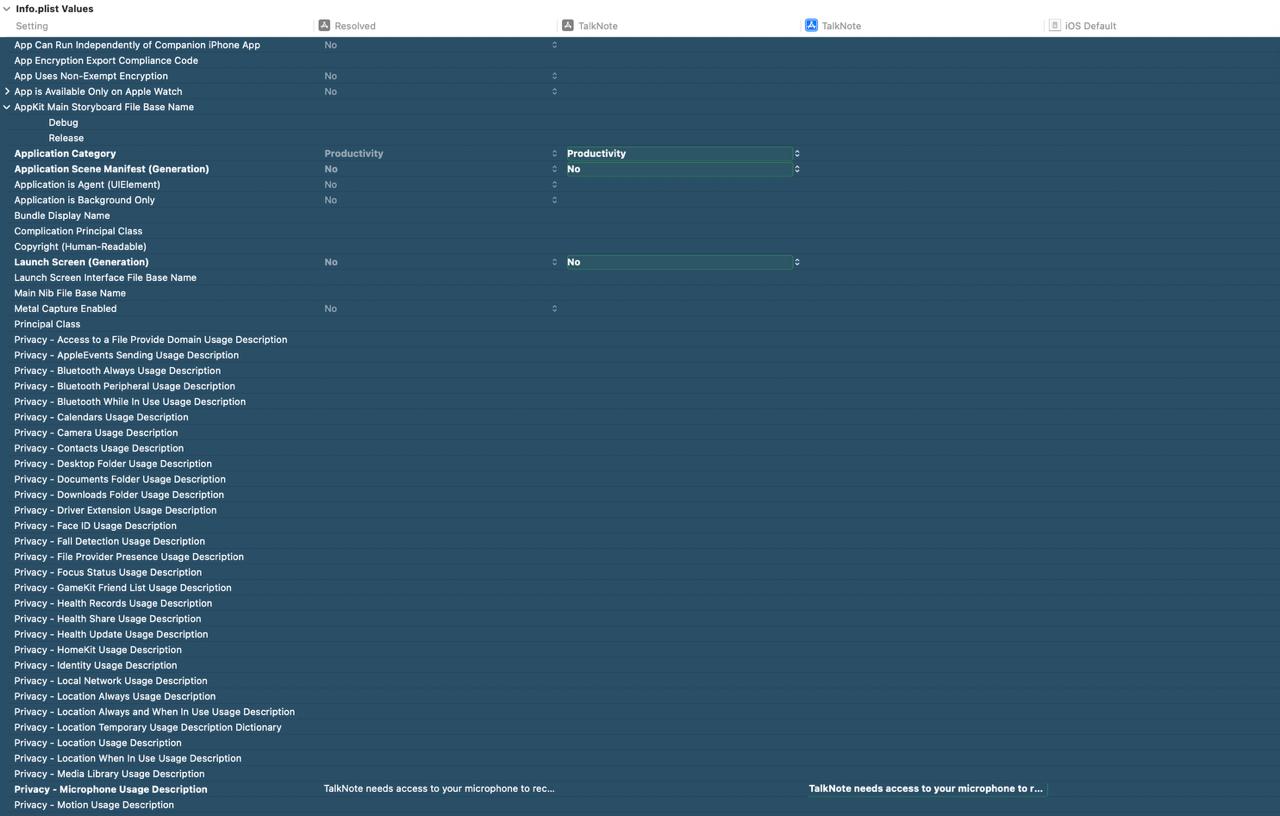 Info.plist Values
Setting Resolved TalkNote TalkNote iOS Default
App Can Run Independently of Companion iPhone App No
App Encryption Export Compliance Code
App Uses Non-Exempt Encryption No
App is Available Only on Apple Watch No
AppKit Main Storyboard File Base Name
Debug
Release
Application Category Productivity Productivity
Application Scene Manifest (Generation) No No
Application is Agent (UIElement) No
Application is Background Only No
Bundle Display Name
Complication Principal Class
Copyright (Human-Readable)
Launch Screen (Generation) No No
Launch Screen Interface File Base Name
Main Nib File Base Name
Metal Capture Enabled No
Principal Class
Privacy - Access to a File Provide Domain Usage Description
Privacy - AppleEvents Sending Usage Description
Privacy - Bluetooth Always Usage Description
Privacy - Bluetooth Peripheral Usage Description
Privacy - Bluetooth While In Use Usage Description
Privacy - Calendars Usage Description
Privacy - Camera Usage Description
Privacy - Contacts Usage Description
Privacy - Desktop Folder Usage Description
Privacy - Documents Folder Usage Description
Privacy - Downloads Folder Usage Description
Privacy - Driver Extension Usage Description
Privacy - Face ID Usage Description
Privacy - Fall Detection Usage Description
Privacy - File Provider Presence Usage Description
Privacy - Focus Status Usage Description
Privacy - GameKit Friend List Usage Description
Privacy - Health Records Usage Description
Privacy - Health Share Usage Description
Privacy - Health Update Usage Description
Privacy - HomeKit Usage Description
Privacy - Identity Usage Description
Privacy - Local Network Usage Description
Privacy - Location Always Usage Description
Privacy - Location Always and When In Use Usage Description
Privacy - Location Temporary Usage Description Dictionary
Privacy - Location Usage Description
Privacy - Location When In Use Usage Description
Privacy - Media Library Usage Description
Privacy - Microphone Usage Description TalkNote needs access to your microphone to rec... TalkNote needs access to your microphone to r...
Privacy - Motion Usage Description